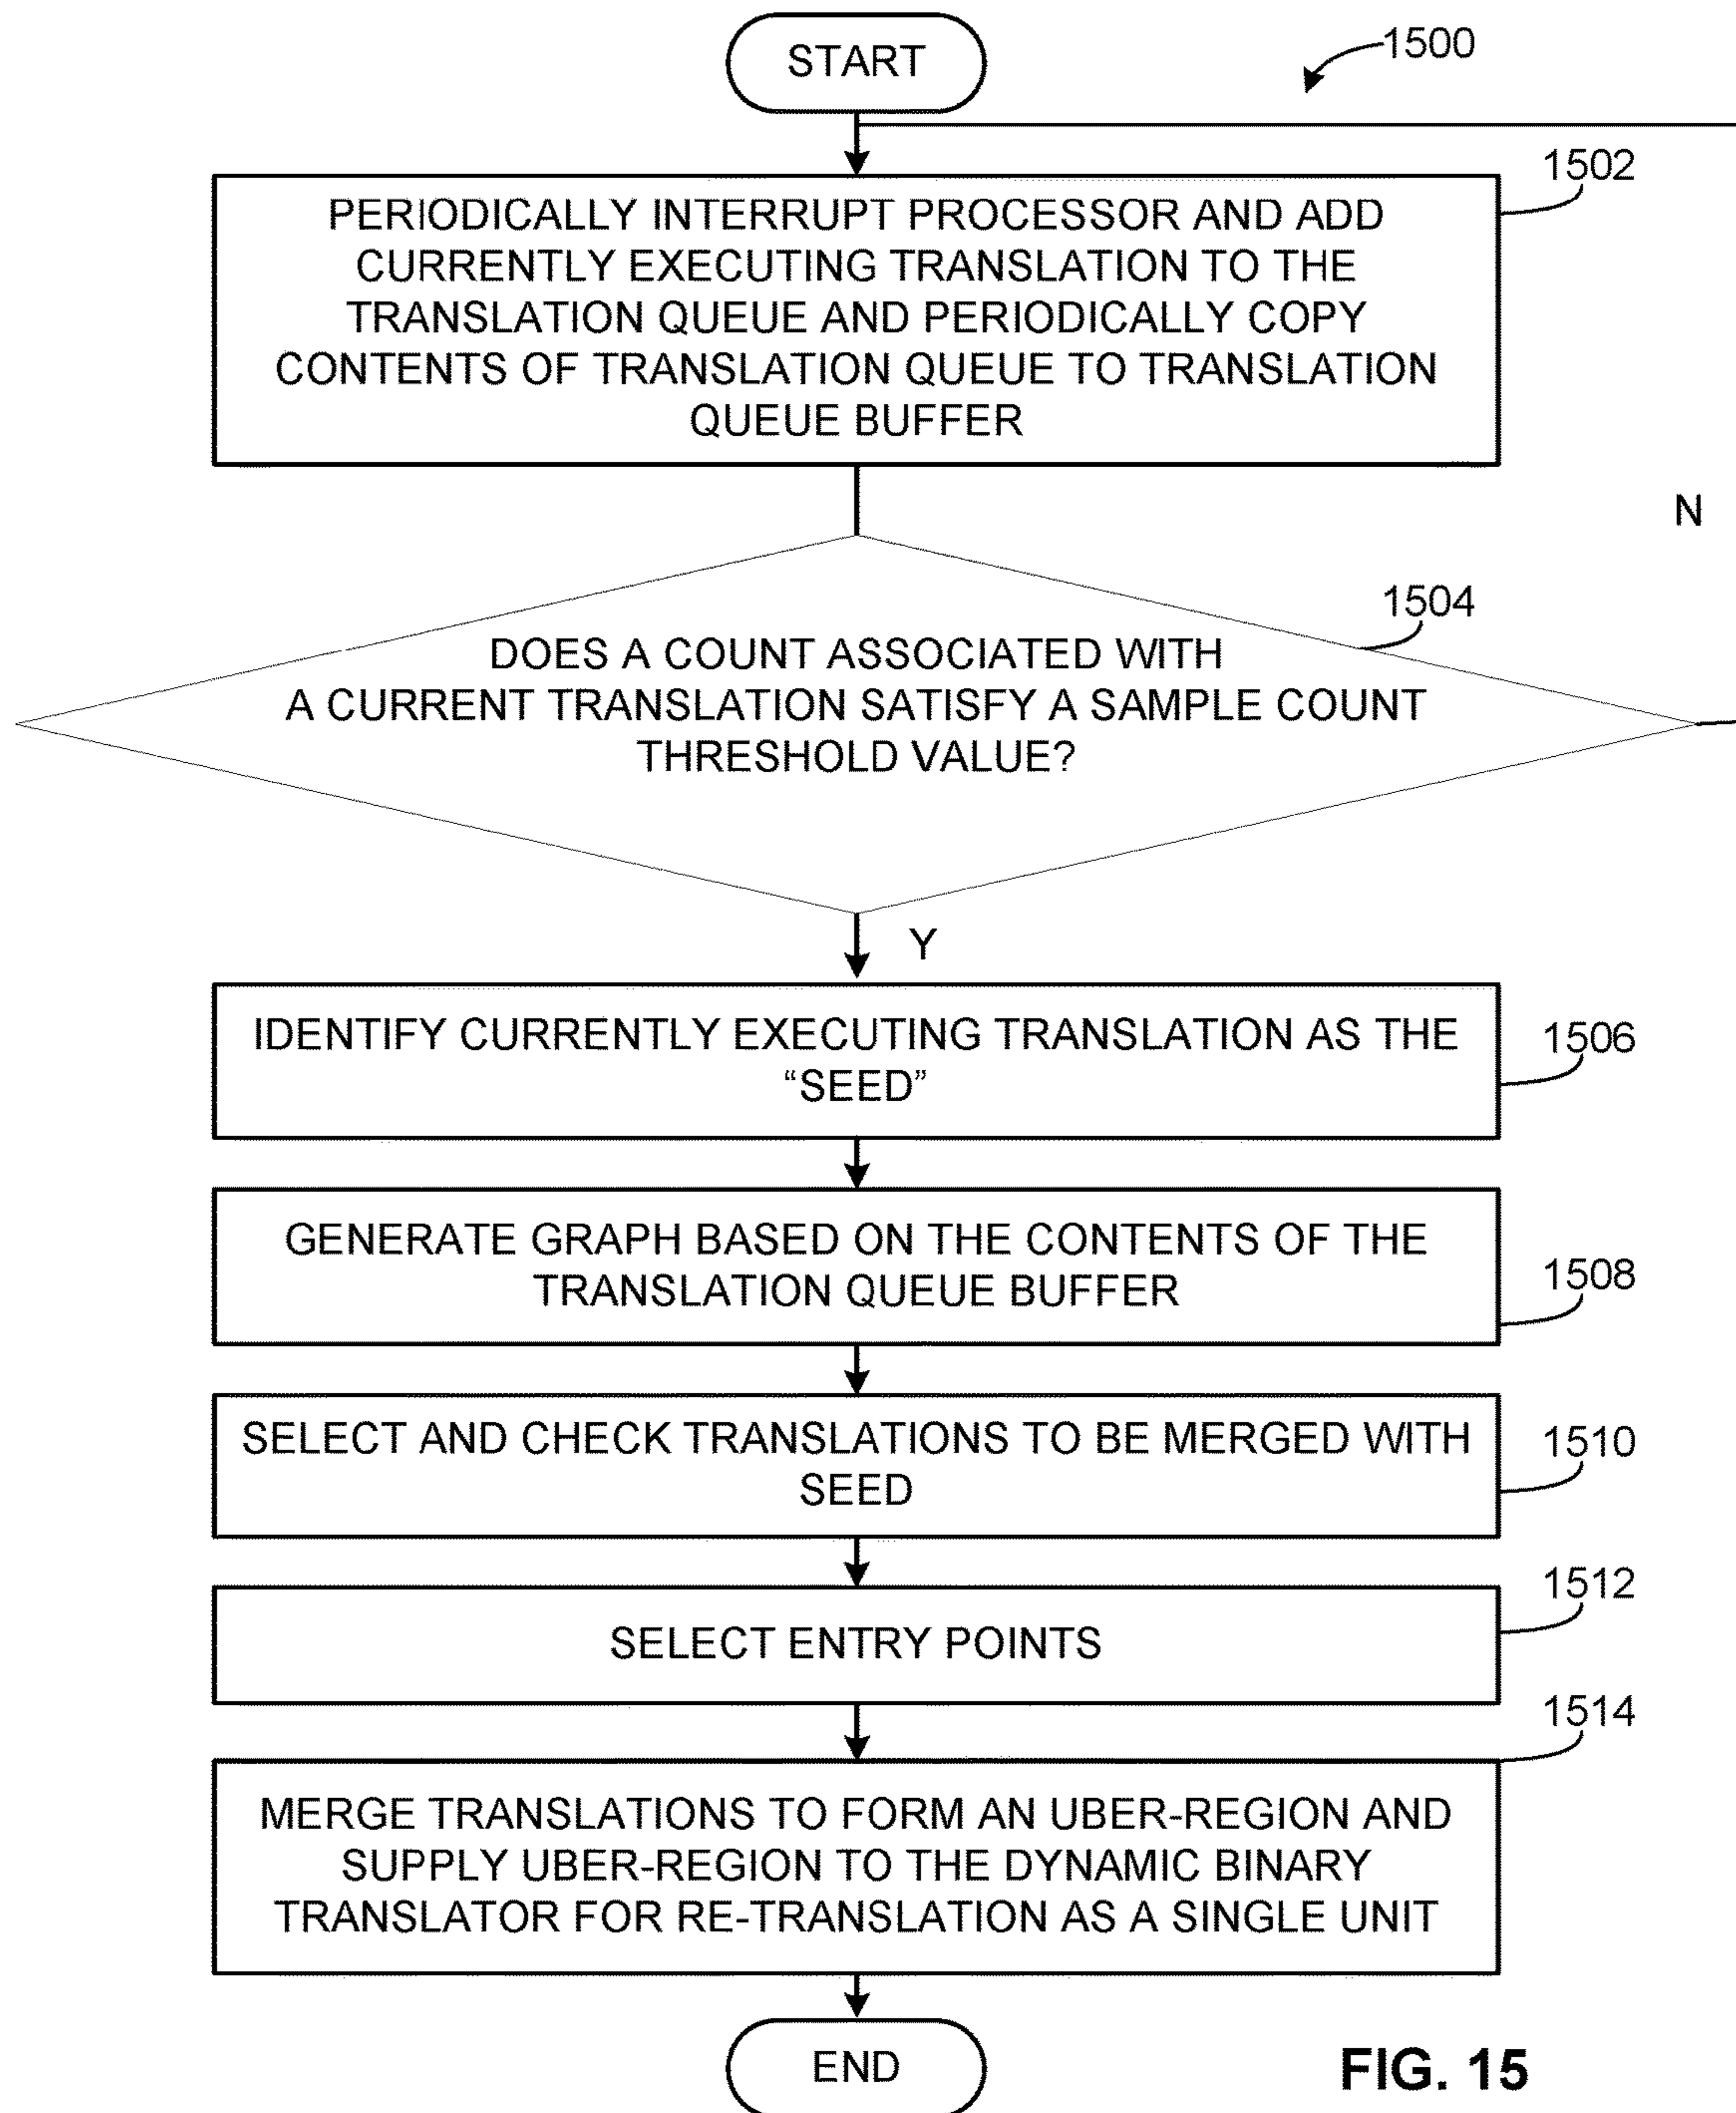 START
1500
1502
PERIODICALLY INTERRUPT PROCESSOR AND ADD
CURRENTLY EXECUTING TRANSLATION TO THE
TRANSLATION QUEUE AND PERIODICALLY COPY
CONTENTS OF TRANSLATION QUEUE TO TRANSLATION
QUEUE BUFFER
N
1504
DOES A COUNT ASSOCIATED WITH
A CURRENT TRANSLATION SATISFY A SAMPLE COUNT
THRESHOLD VALUE?
Y
IDENTIFY CURRENTLY EXECUTING TRANSLATION AS THE
“SEED”
1506
GENERATE GRAPH BASED ON THE CONTENTS OF THE
TRANSLATION QUEUE BUFFER
1508
SELECT AND CHECK TRANSLATIONS TO BE MERGED WITH
SEED
1510
1512
SELECT ENTRY POINTS
1514
MERGE TRANSLATIONS TO FORM AN UBER-REGION AND
SUPPLY UBER-REGION TO THE DYNAMIC BINARY
TRANSLATOR FOR RE-TRANSLATION AS A SINGLE UNIT
END
FIG. 15